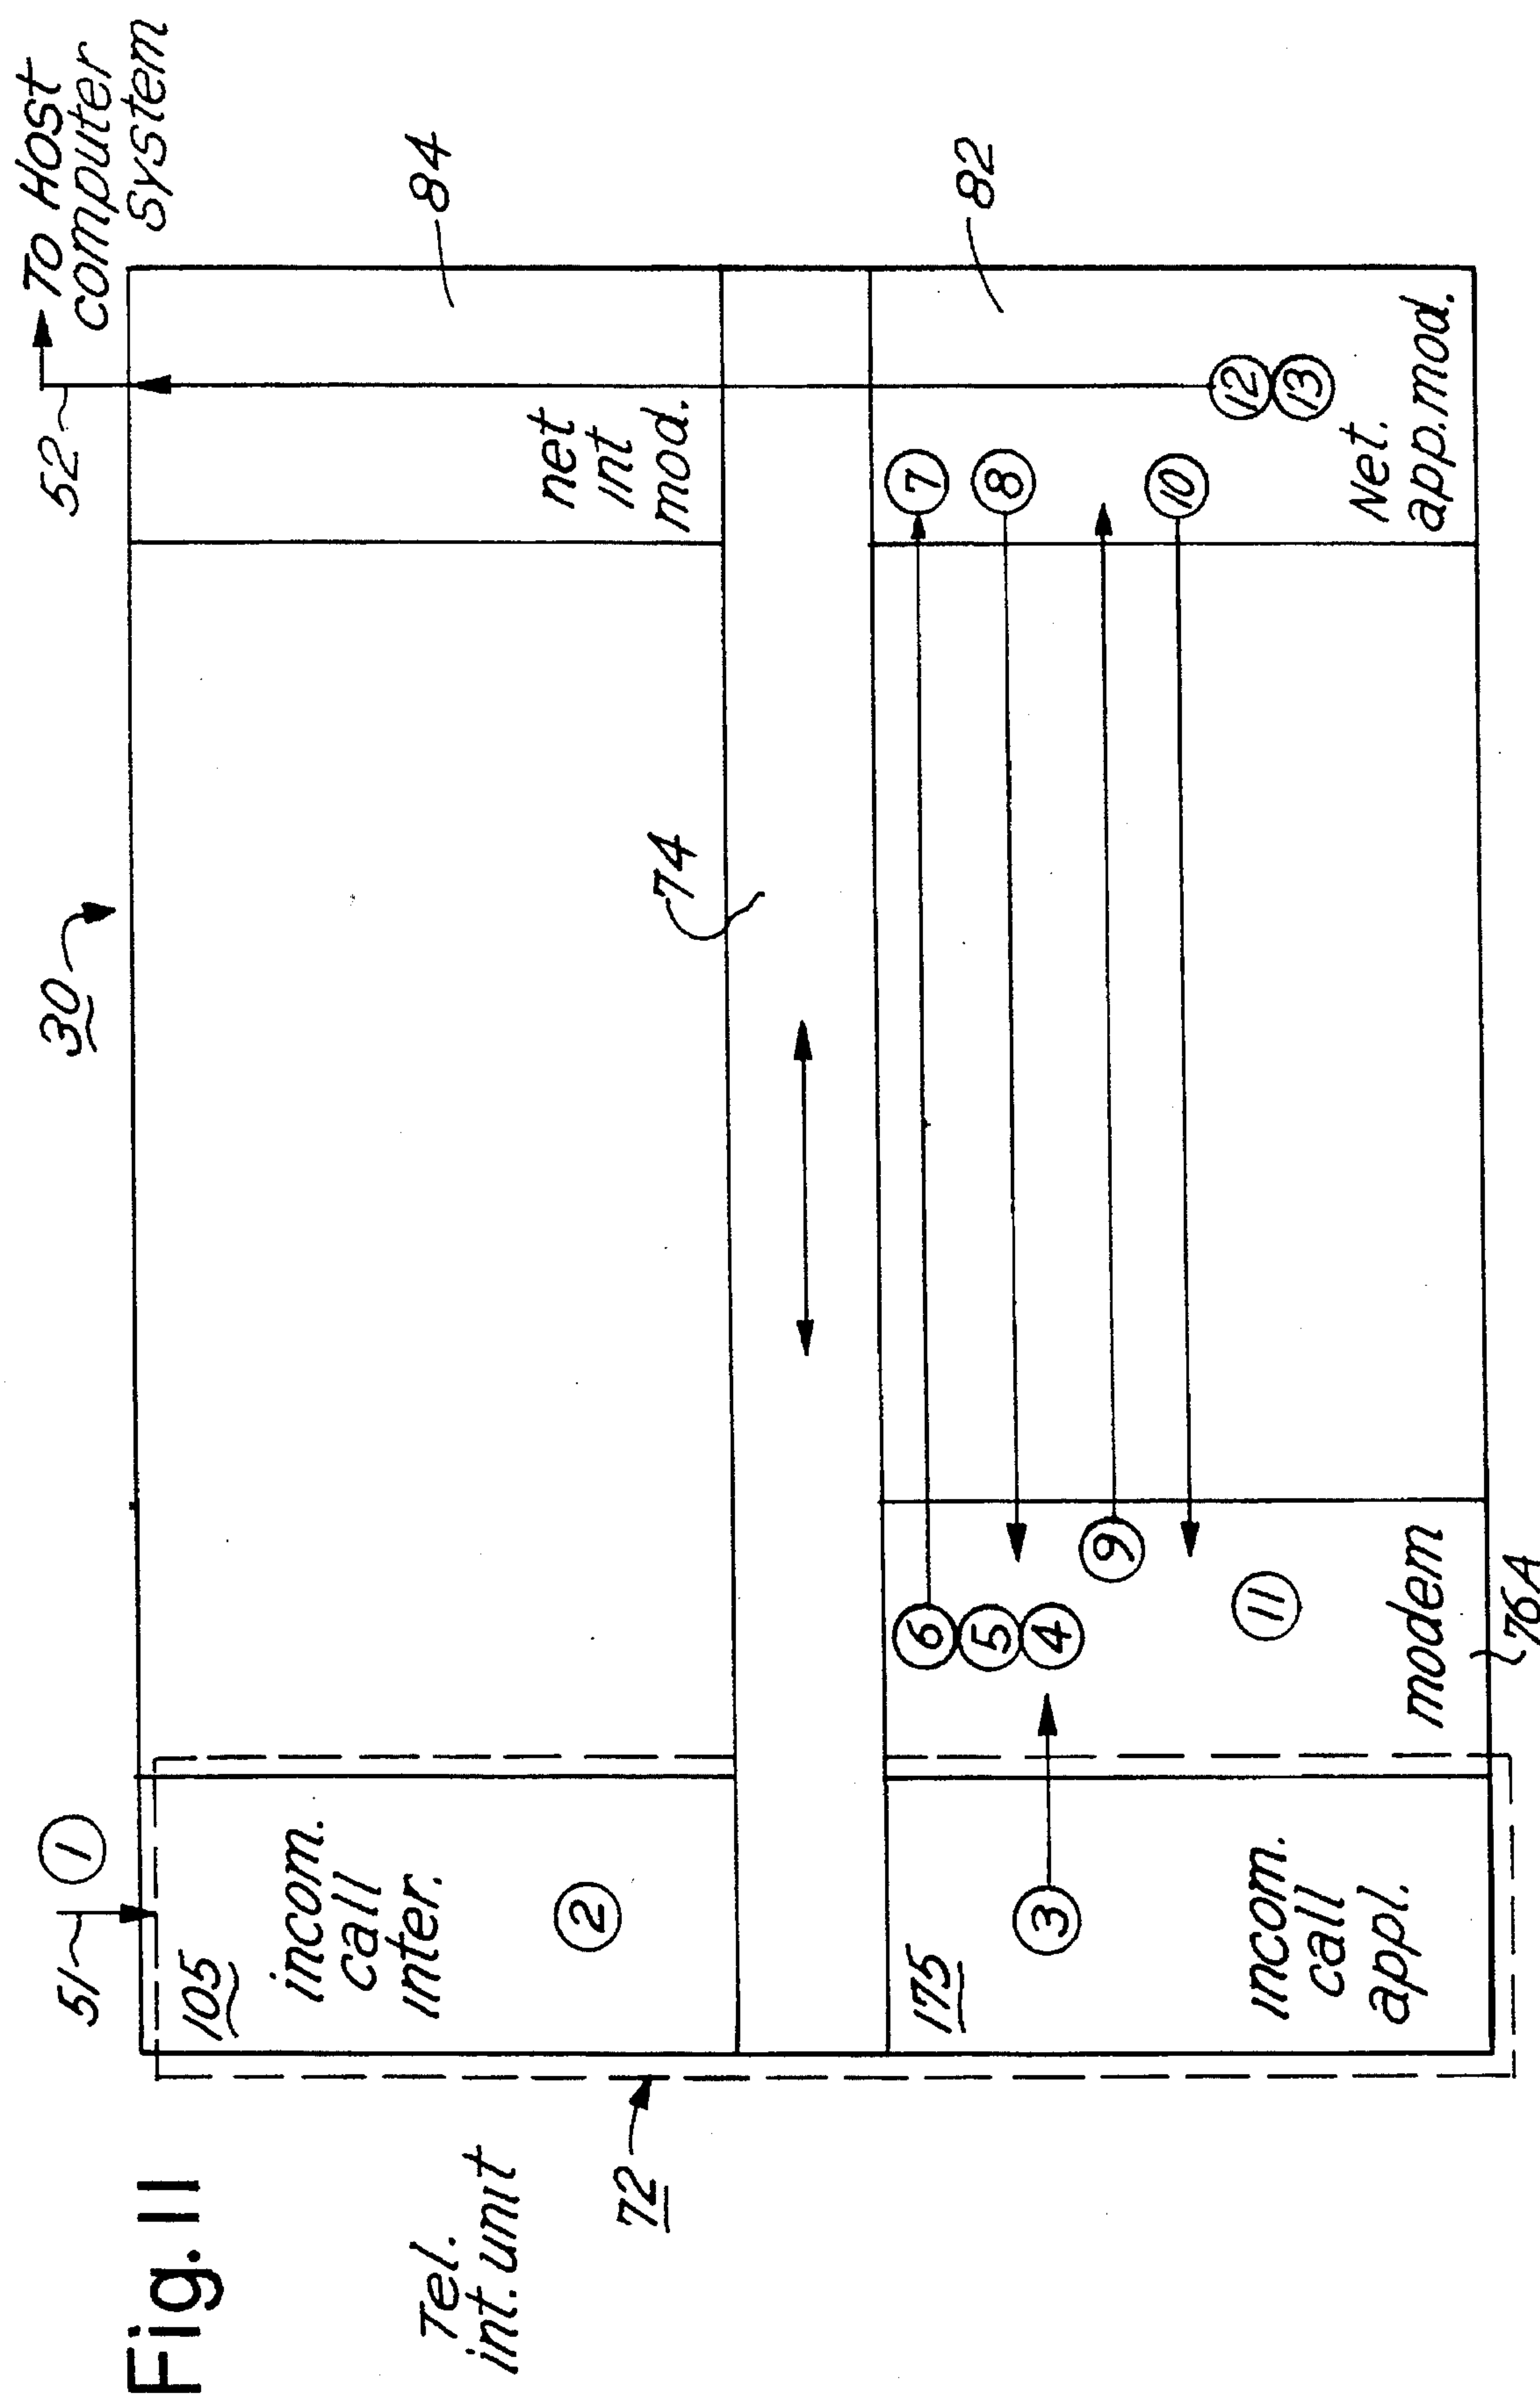 Fig.11
51
1
30
52
To Host
computer
system
84
82
105
incom.
call
inter.
2
net
int
mod.
74
Tel.
int. unit
72
175
3
incom.
call
appl.
6
5
4
9
11
modem
76A
7
8
10
12
13
Net.
app.mod.